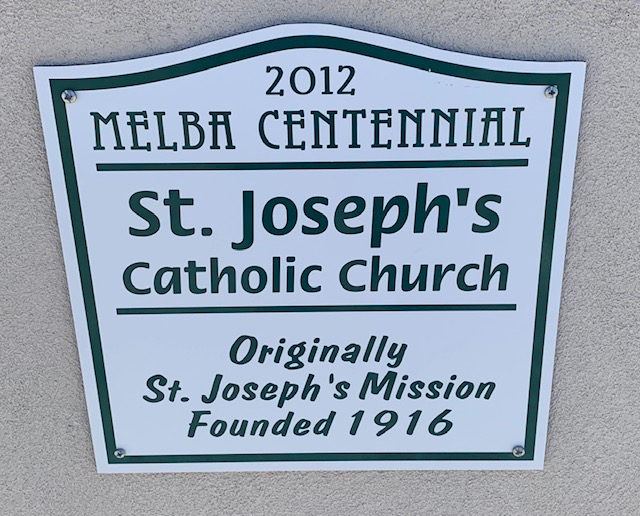 2012
MELBA CENTENNIAL
St. Joseph's
Catholic Church
Originally
St. Joseph's Mission
Founded 1916